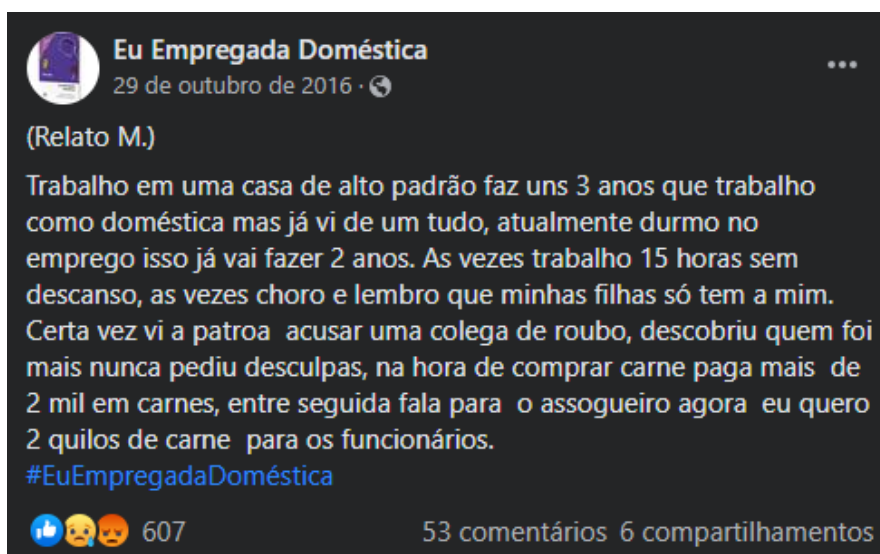 Eu Empregada Doméstica
29 de outubro de 2016 ·
(Relato M.)
Trabalho em uma casa de alto padrão faz uns 3 anos que trabalho
como doméstica mas já vi de um tudo, atualmente durmo no
emprego isso já vai fazer 2 anos. As vezes trabalho 15 horas sem
descanso, as vezes choro e lembro que minhas filhas só tem a mim.
Certa vez vi a patroa acusar uma colega de roubo, descobriu quem foi
mais nunca pediu desculpas, na hora de comprar carne paga mais de
2 mil em carnes, entre seguida fala para o assogueiro agora eu quero
2 quilos de carne para os funcionários.
#EuEmpregadaDoméstica
607 53 comentários 6 compartilhamentos